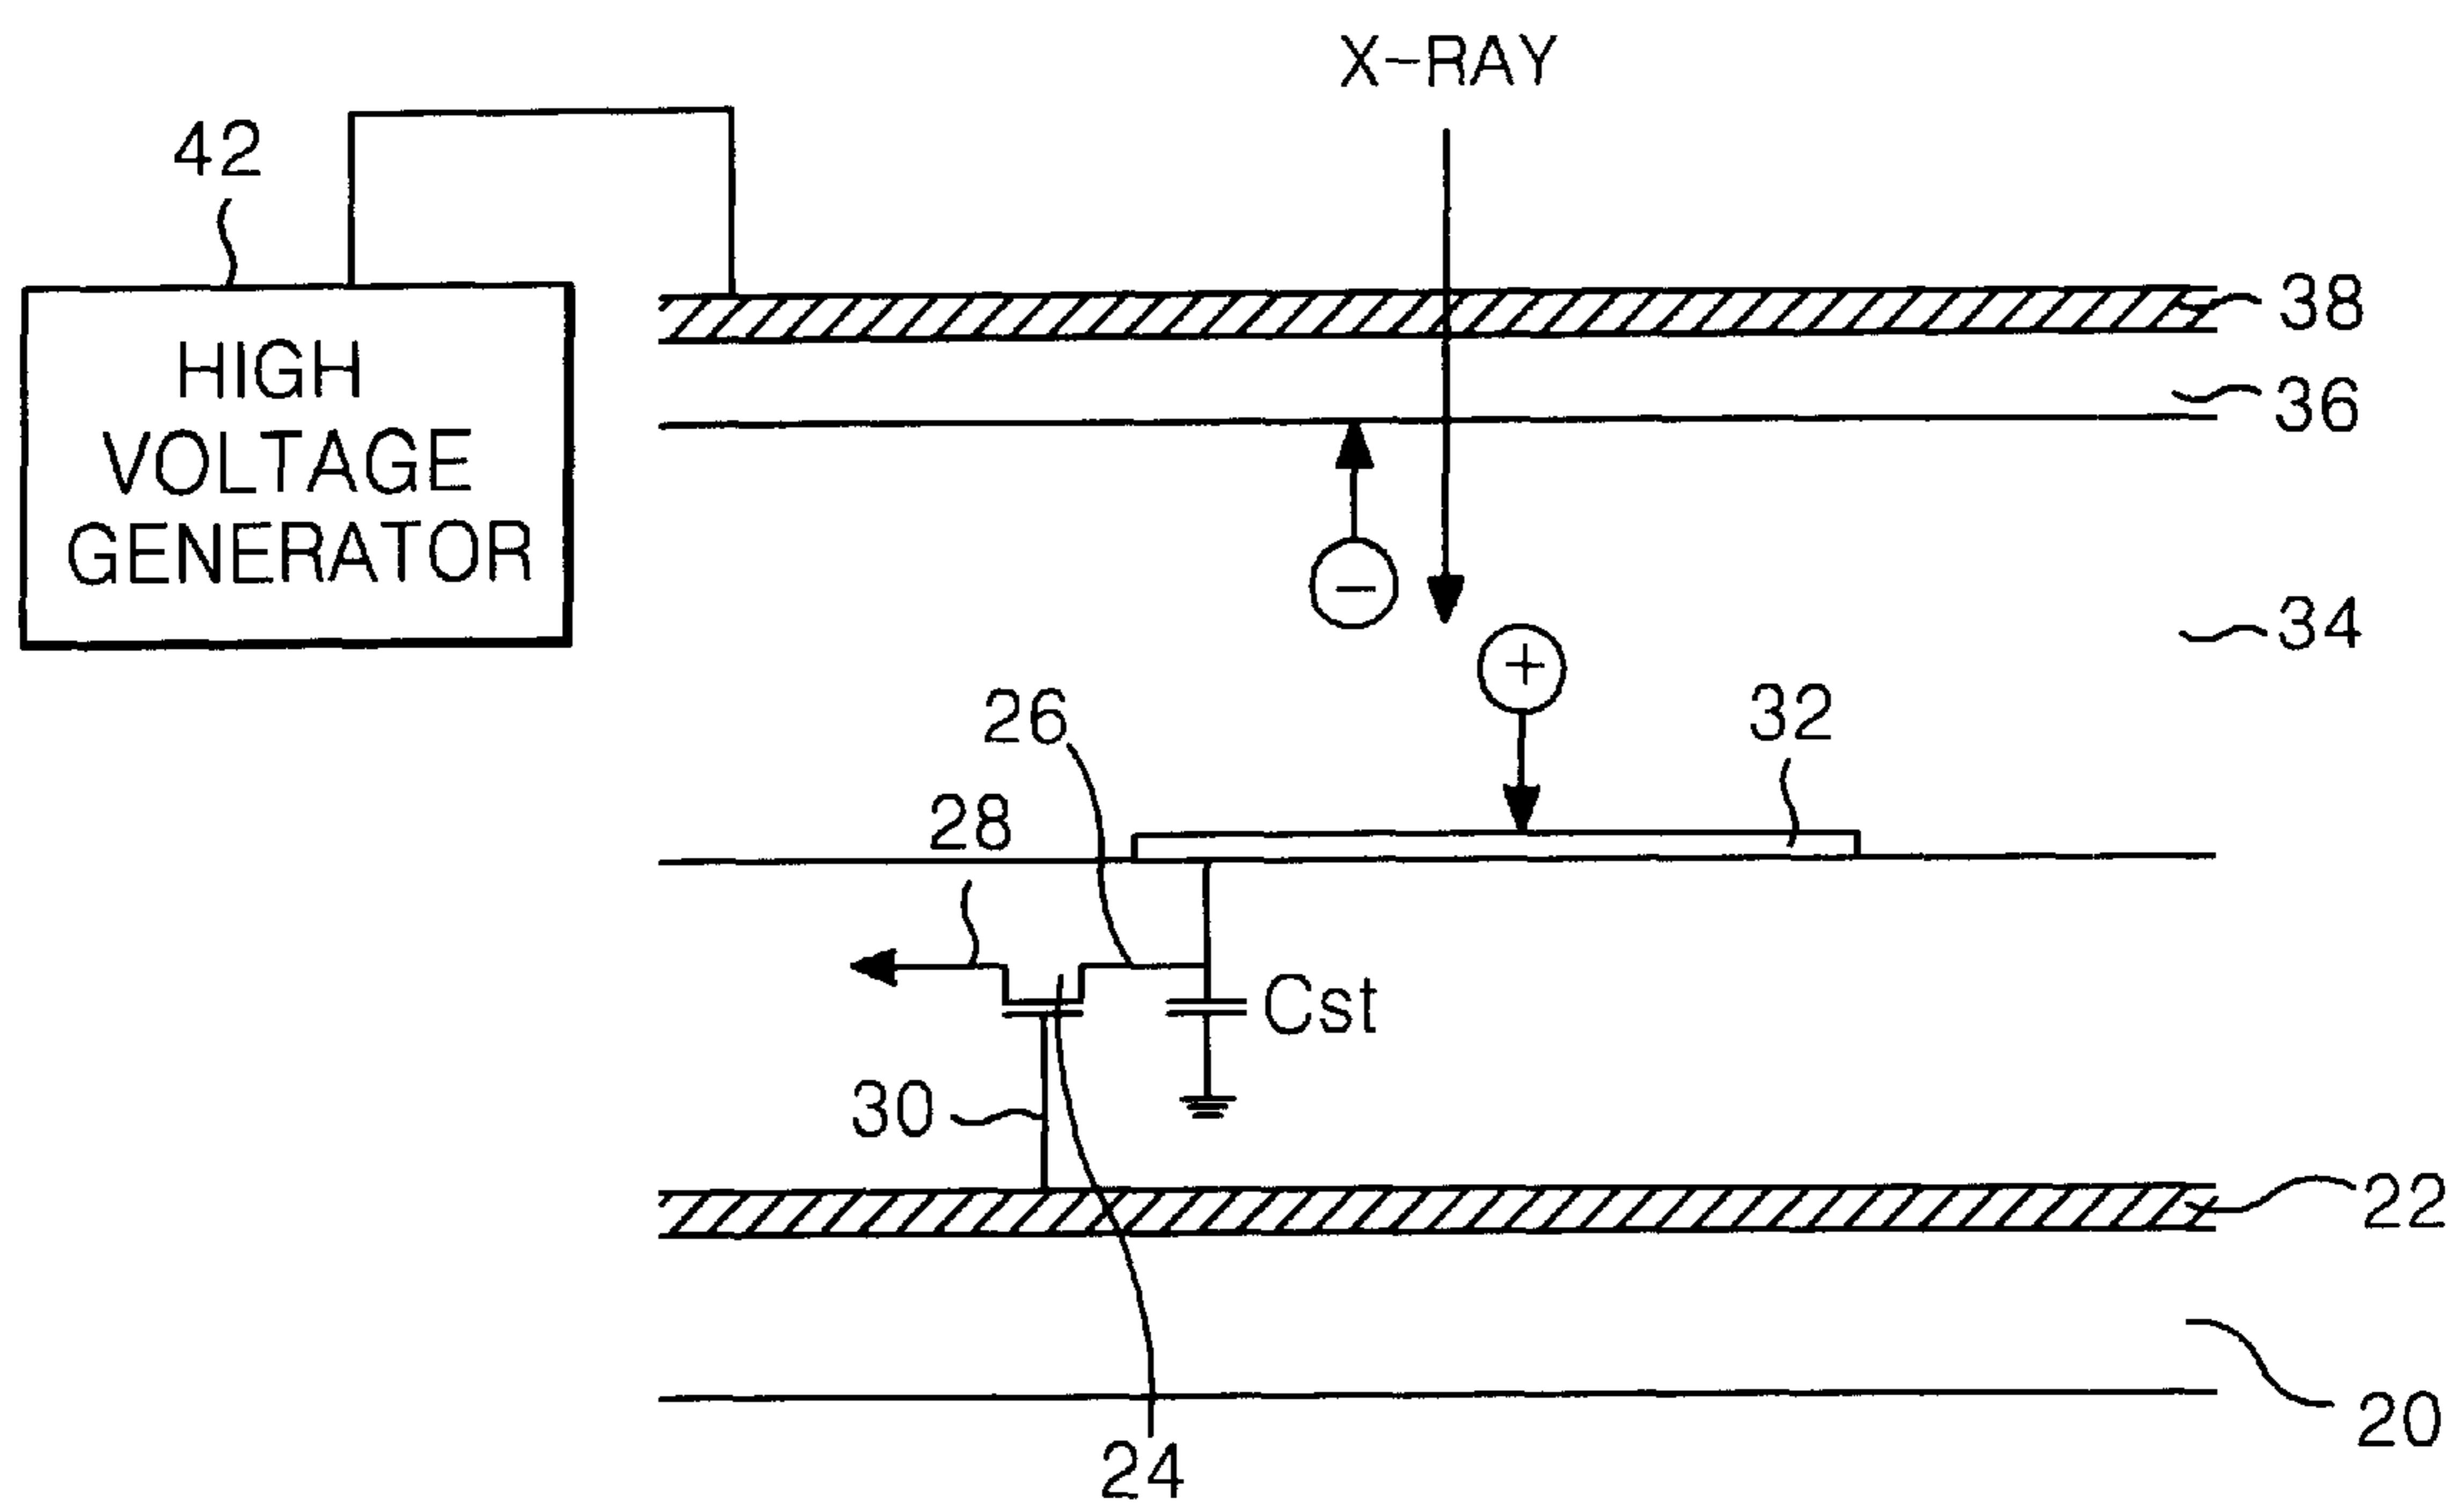 X-RAY
42
HIGH
VOLTAGE
GENERATOR
38
36
−
34
+
32
26
28
Cst
30
22
20
24